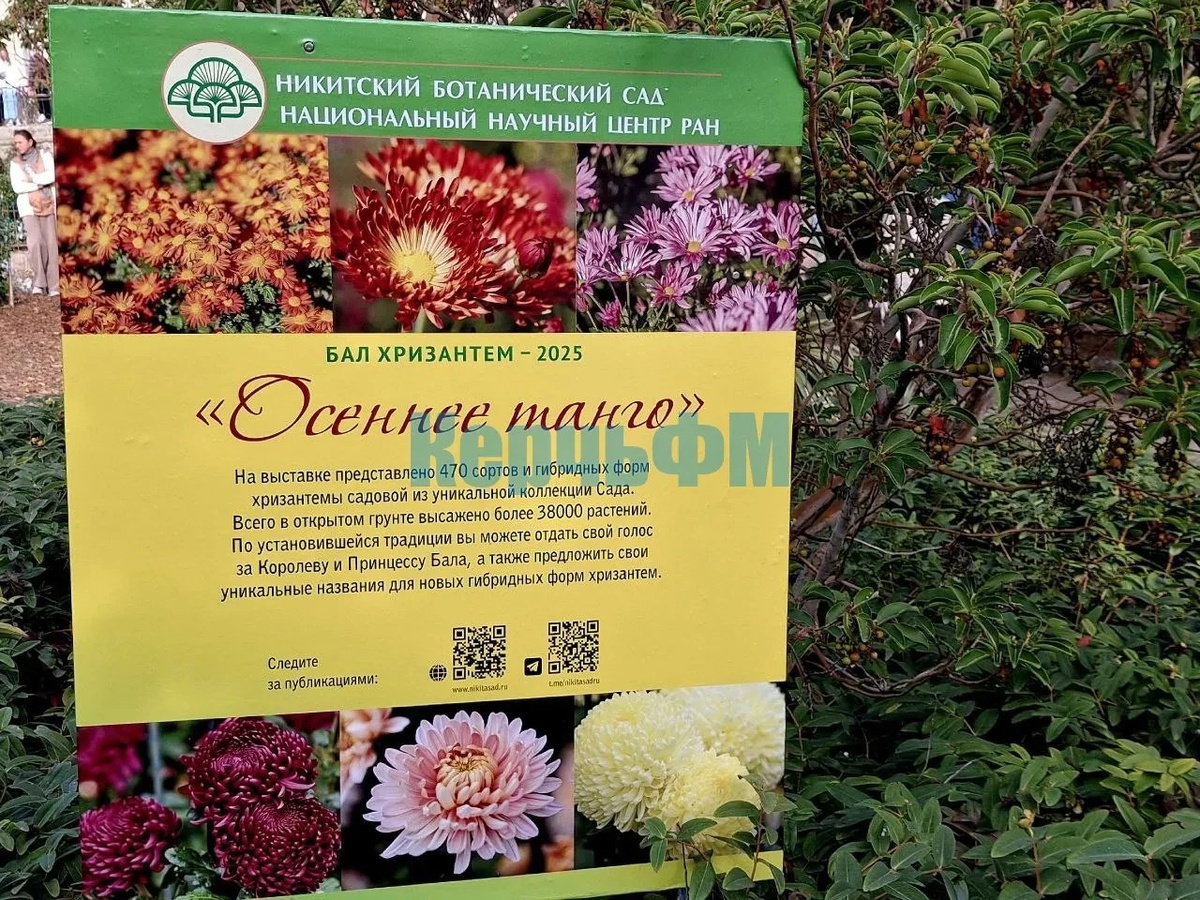 НИКИТСКИЙ БОТАНИЧЕСКИЙ САД
НАЦИОНАЛЬНЫЙ НАУЧНЫЙ ЦЕНТР РАН
БАЛ ХРИЗАНТЕМ – 2025
«Осеннее танго»
КерчьФМ
На выставке представлено 470 сортов и гибридных форм
хризантемы садовой из уникальной коллекции Сада.
Всего в открытом грунте высажено более 38000 растений.
По установившейся традиции вы можете отдать свой голос
за Королеву и Принцессу Бала, а также предложить свои
уникальные названия для новых гибридных форм хризантем.
Следите
за публикациями:
www.nikitasad.ru
t.me/nikitasadru